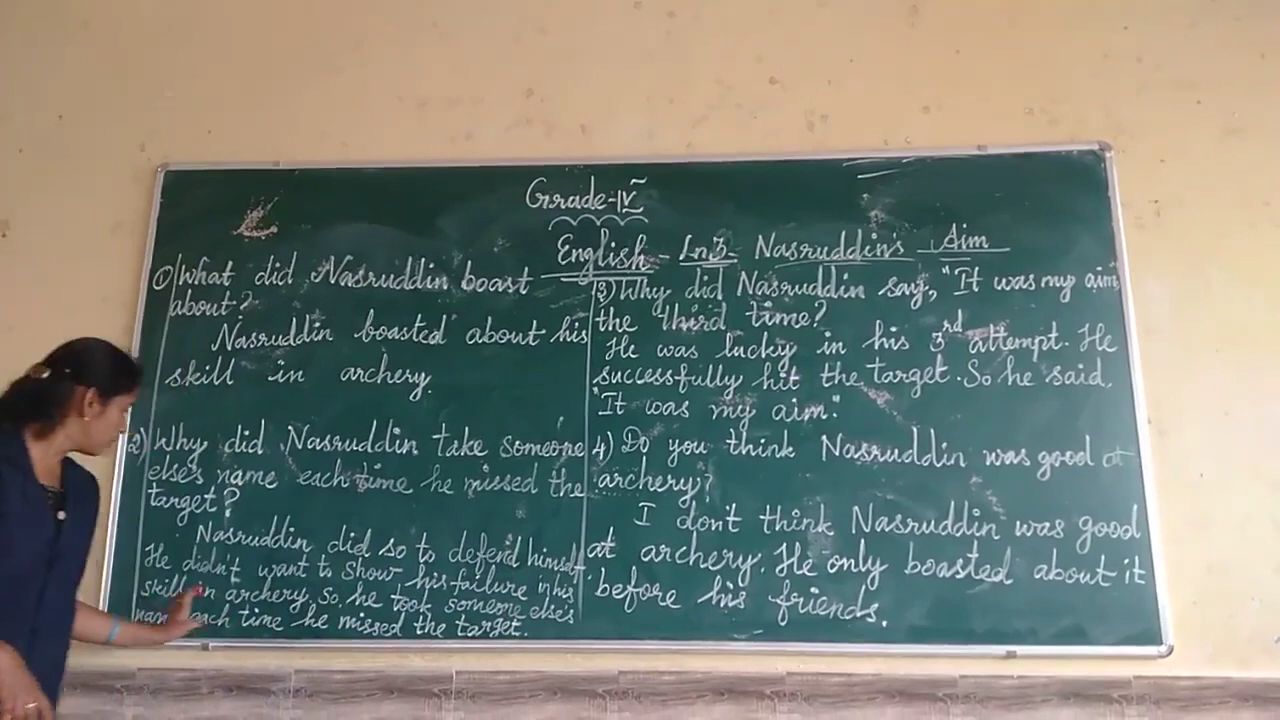 Grade-IV
English - Ln.3 - Nasruddin's Aim
1) What did Nasruddin boast
about?
Nasruddin boasted about his
skill in archery.
2) Why did Nasruddin take someone
else's name each time he missed the
target?
Nasruddin did so to defend himself.
He didn't want to show his failure in his
skill in archery. So, he took someone else's
name each time he missed the target.
3) Why did Nasruddin say, "It was my aim,
the third time?
He was lucky in his 3rd attempt. He
successfully hit the target. So he said,
"It was my aim."
4) Do you think Nasruddin was good at
archery?
I don't think Nasruddin was good
at archery. He only boasted about it
before his friends.